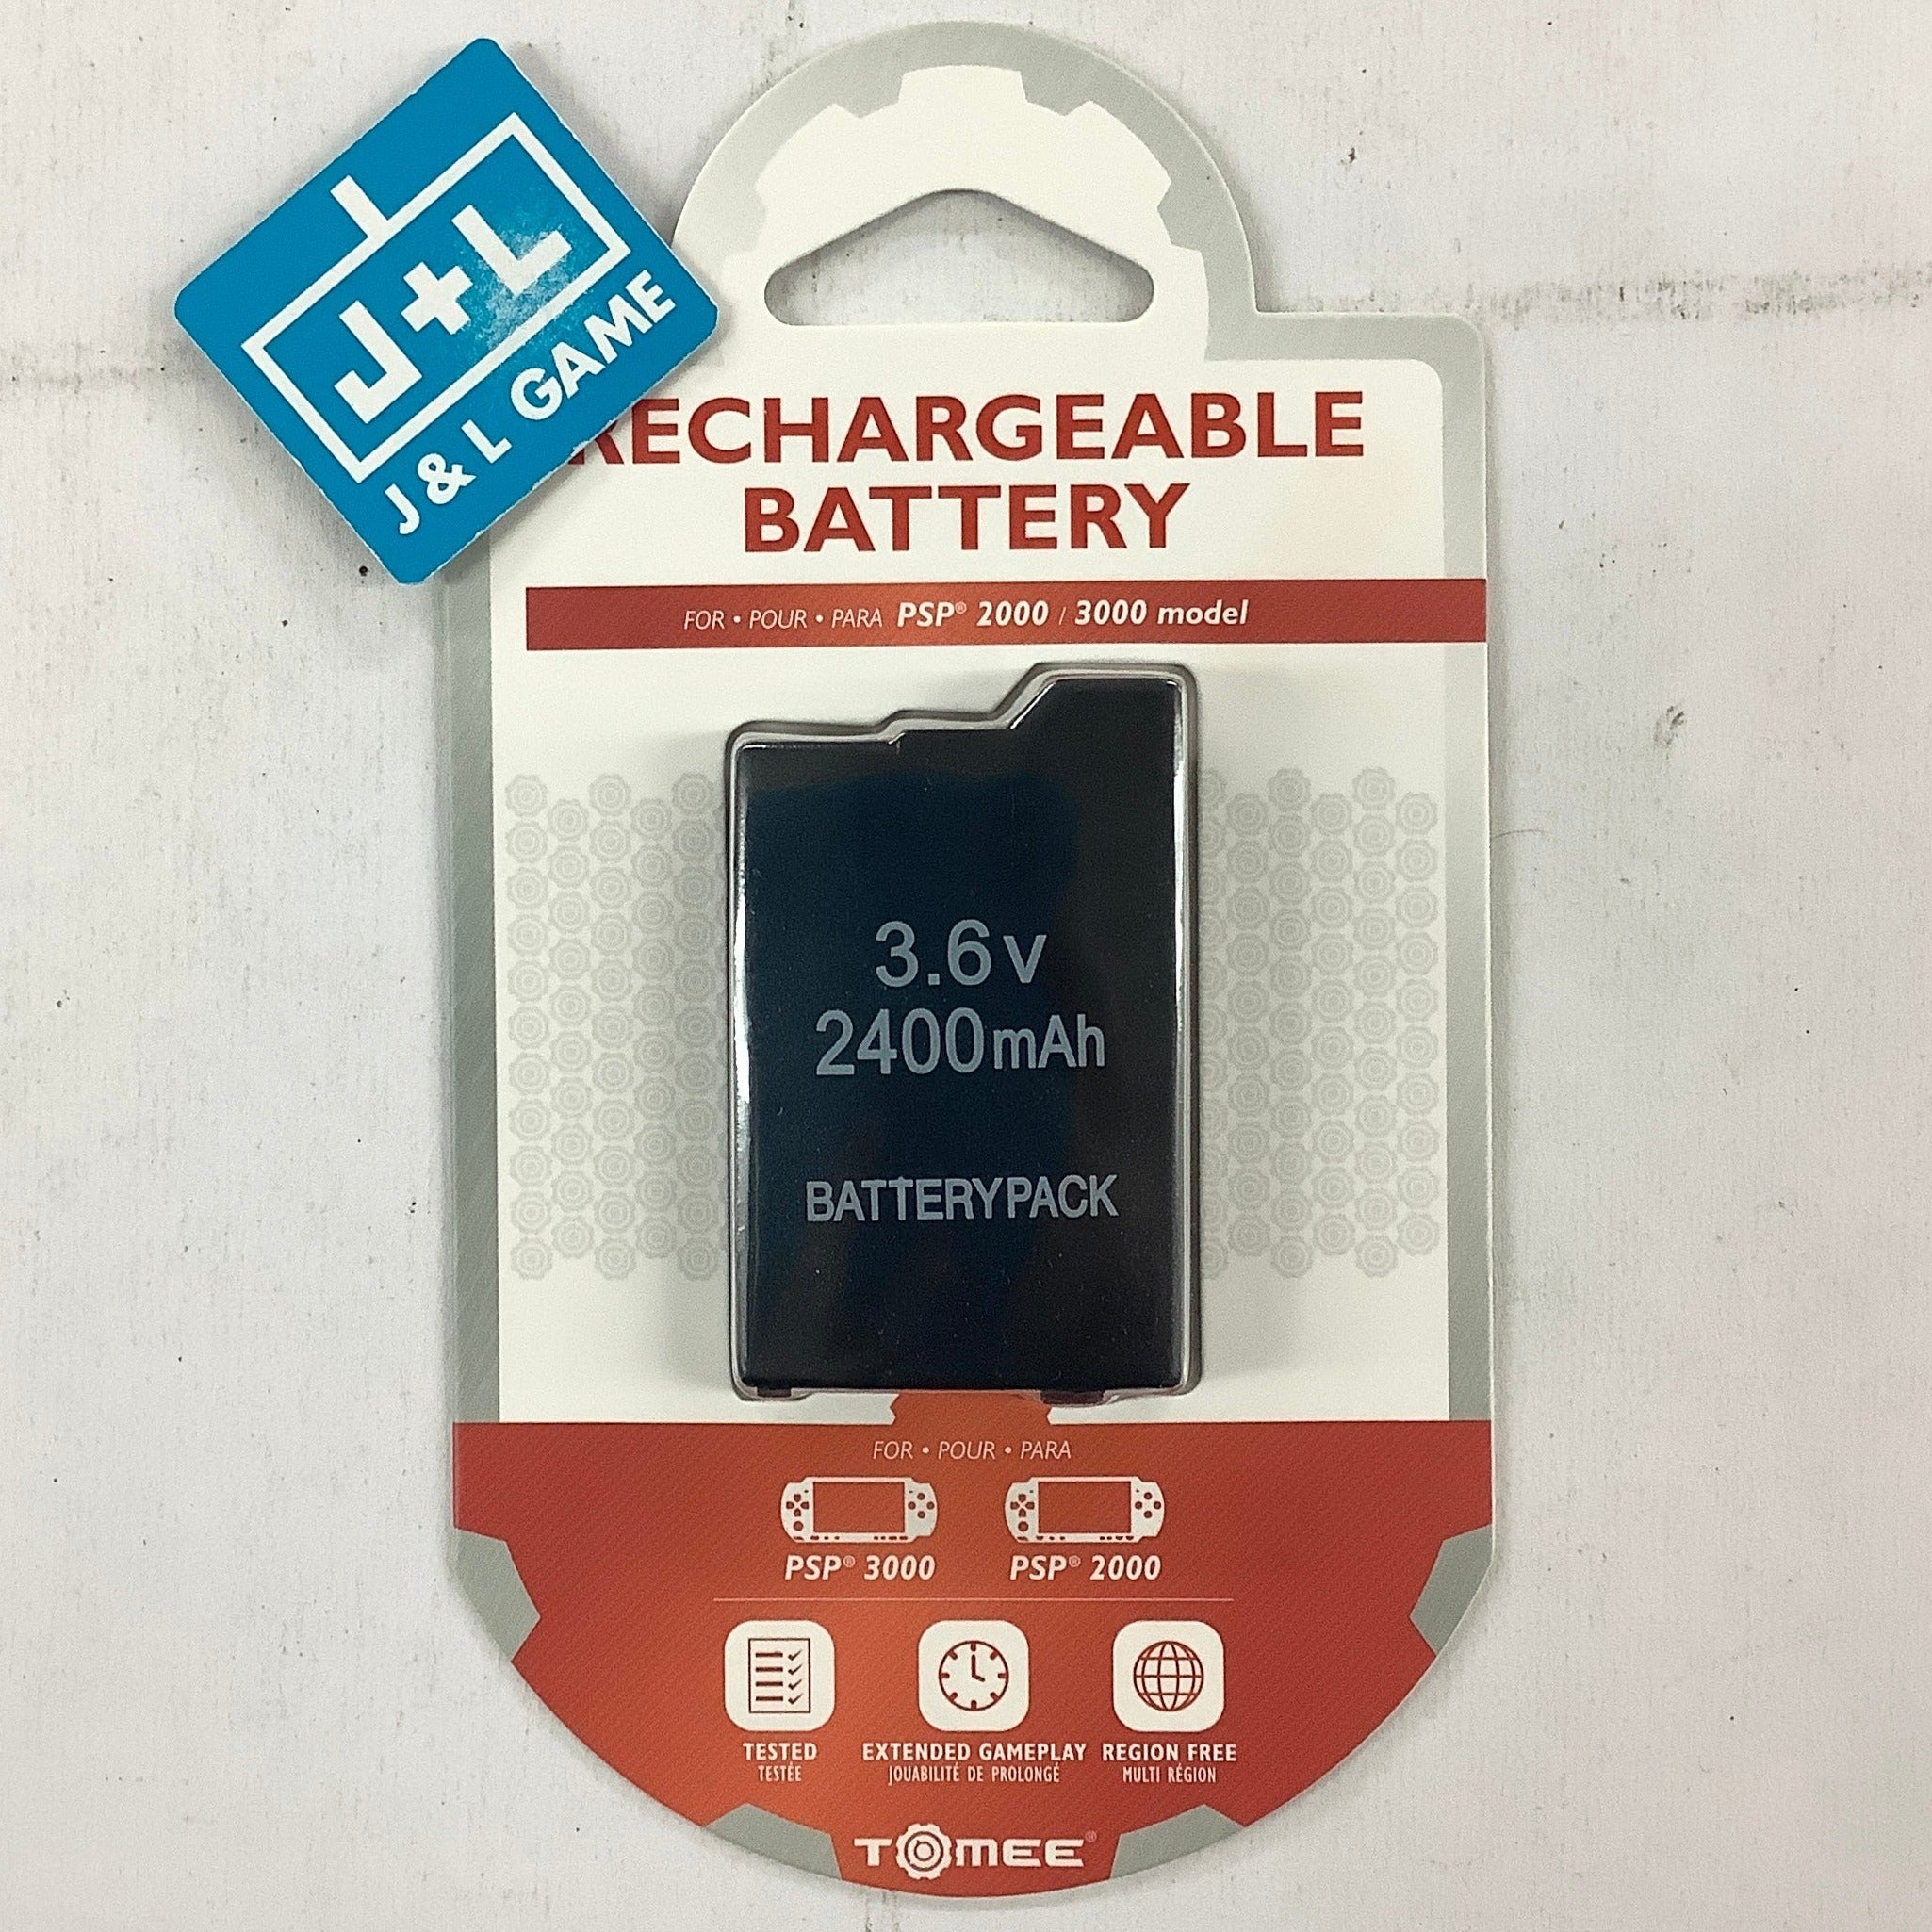 J+L
J & L GAME
RECHARGEABLE
BATTERY
FOR • POUR • PARA PSP® 2000 / 3000 model
3.6v
2400mAh
BATTERYPACK
FOR • POUR • PARA
PSP® 3000 PSP® 2000
TESTED EXTENDED GAMEPLAY REGION FREE
TESTÉE JOUABILITÉ DE PROLONGÉ MULTI RÉGION
TOMEE®